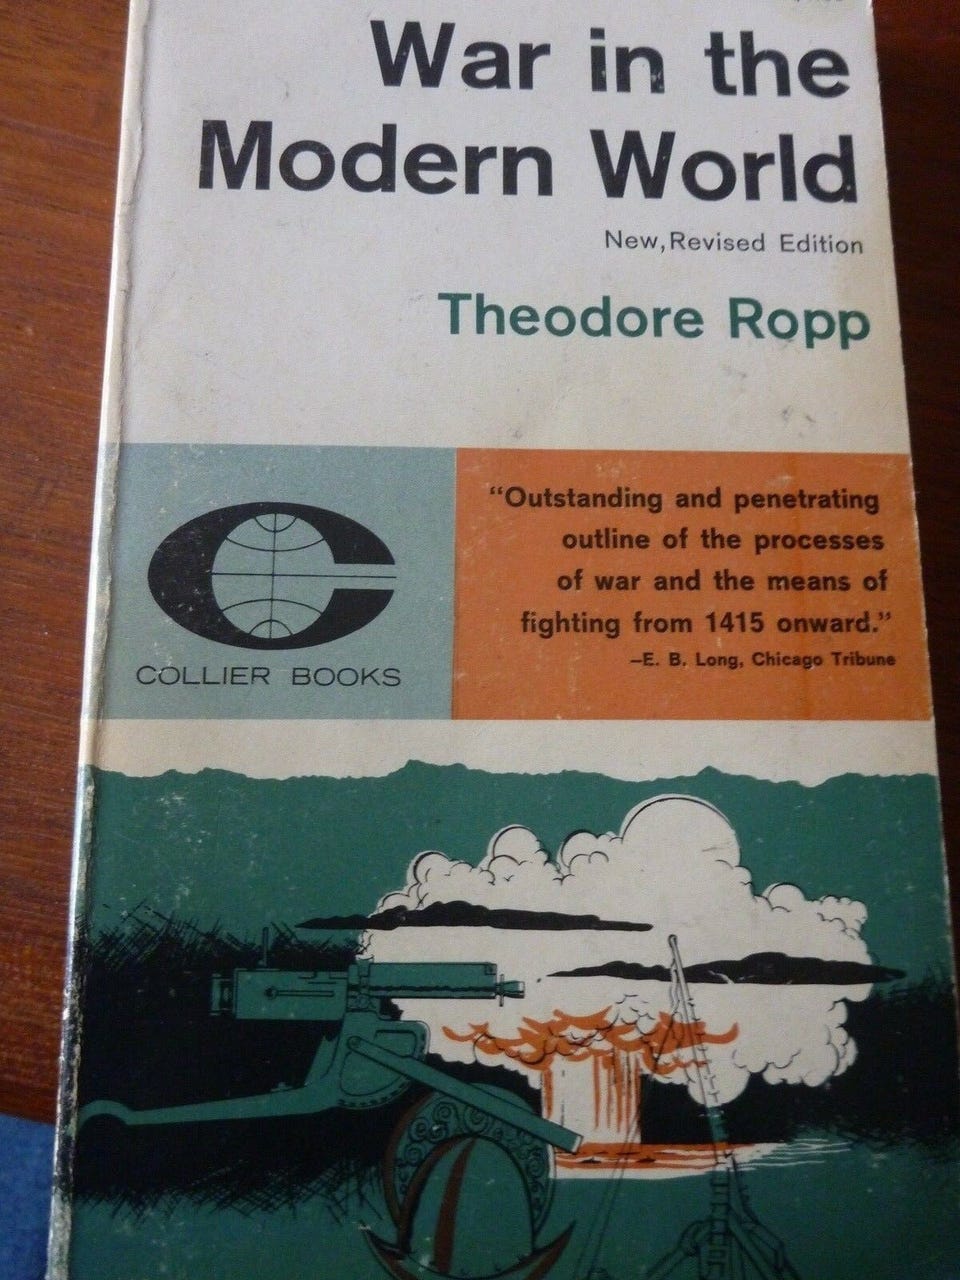 War in the
Modern World
New, Revised Edition
Theodore Ropp
“Outstanding and penetrating
outline of the processes
of war and the means of
fighting from 1415 onward.”
—E. B. Long, Chicago Tribune
COLLIER BOOKS